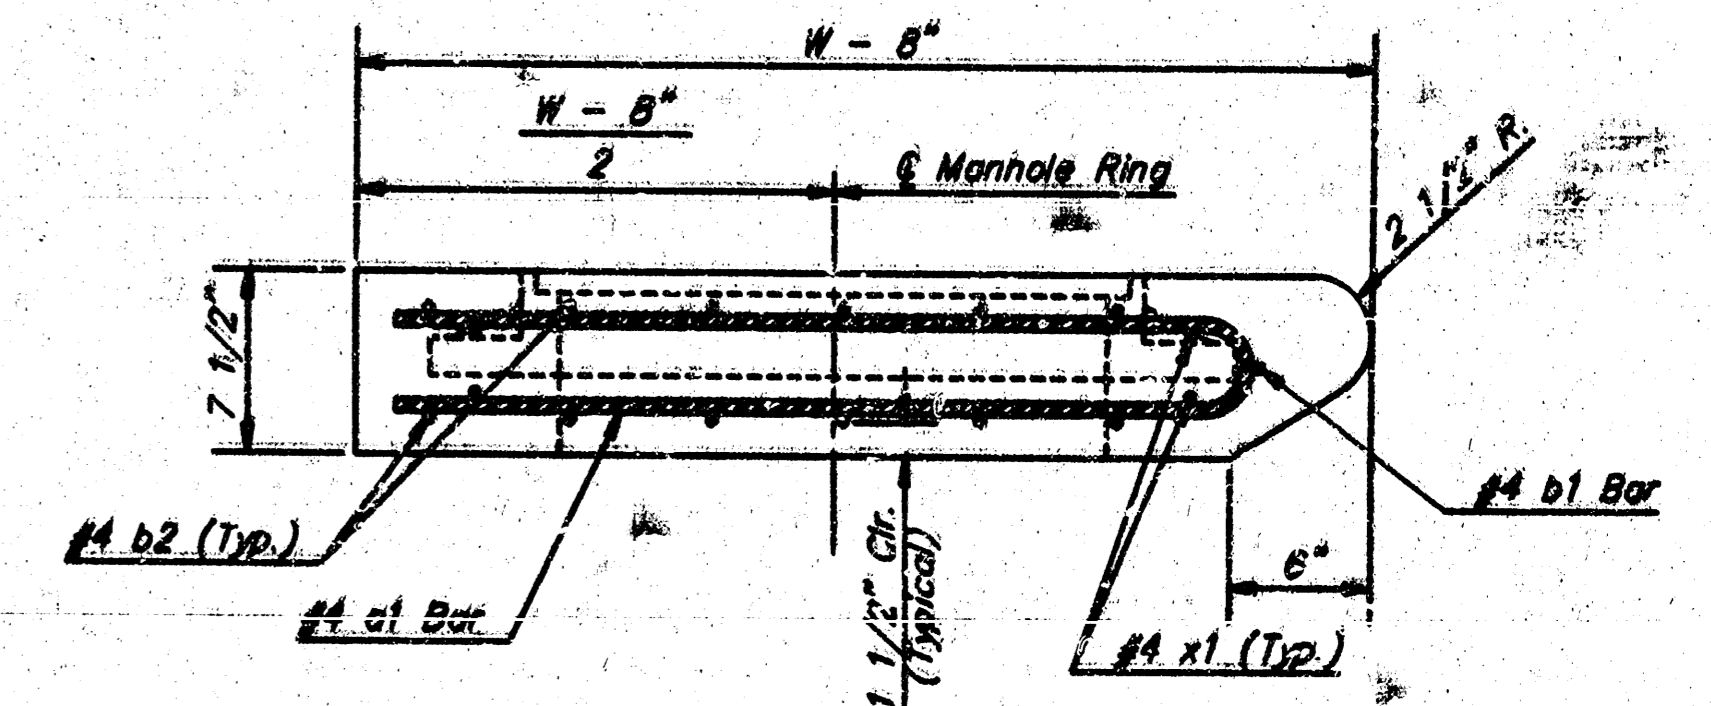 W - 8"
W - 8"
2
℄ Manhole Ring
2 1/2" R.
7 1/2"
#4 b1 Bar
#4 b2 (Typ.)
6"
1 1/2" Clr.
(Typical)
#4 a1 Bar
#4 x1 (Typ.)